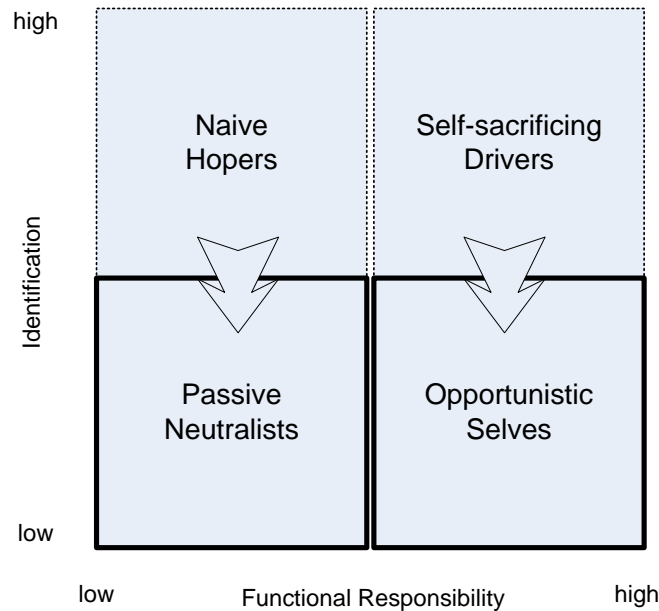 high
Naive
Hopers
Self-sacrificing
Drivers
Identification
Passive
Neutralists
Opportunistic
Selves
low
low
Functional Responsibility
high